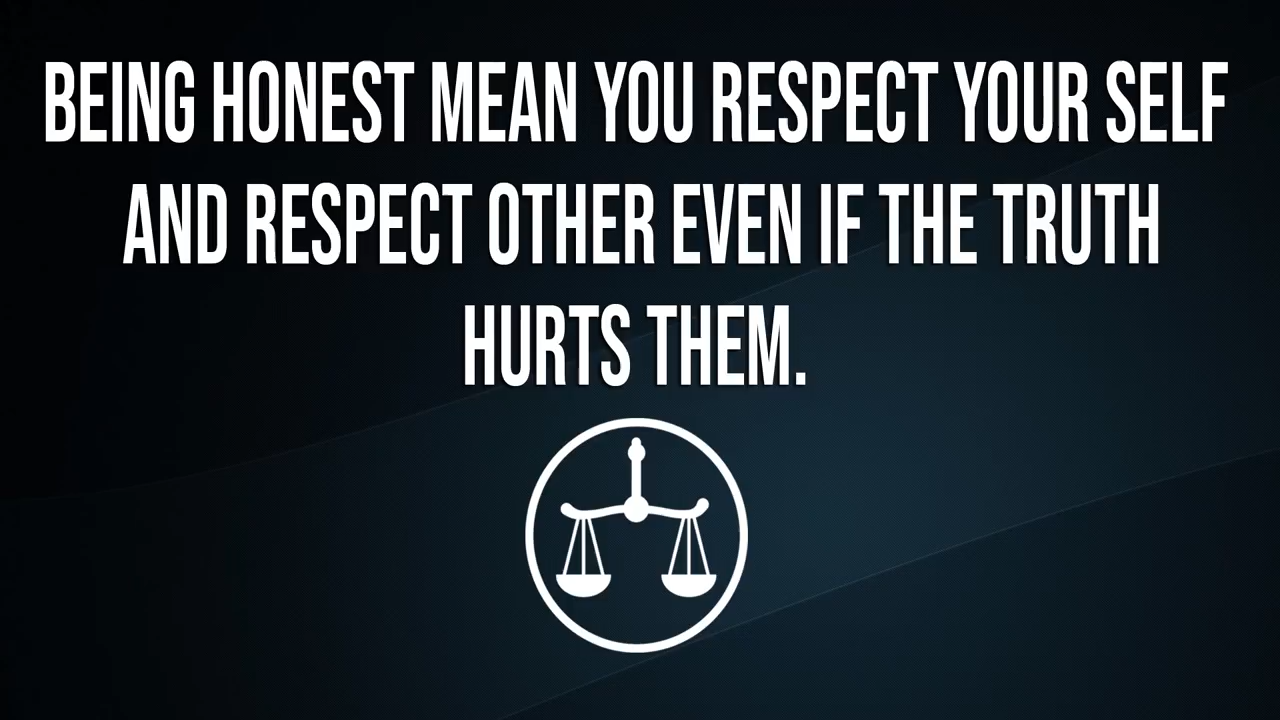 BEING HONEST MEAN YOU RESPECT YOUR SELF
AND RESPECT OTHER EVEN IF THE TRUTH
HURTS THEM.